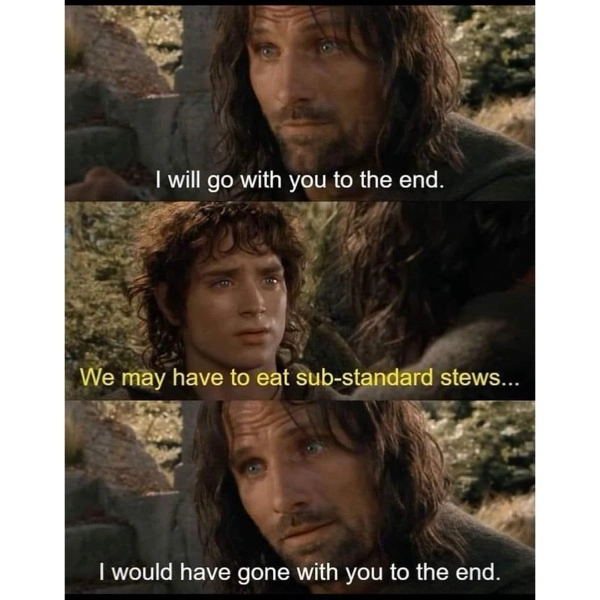 I will go with you to the end.
We may have to eat sub-standard stews...
I would have gone with you to the end.